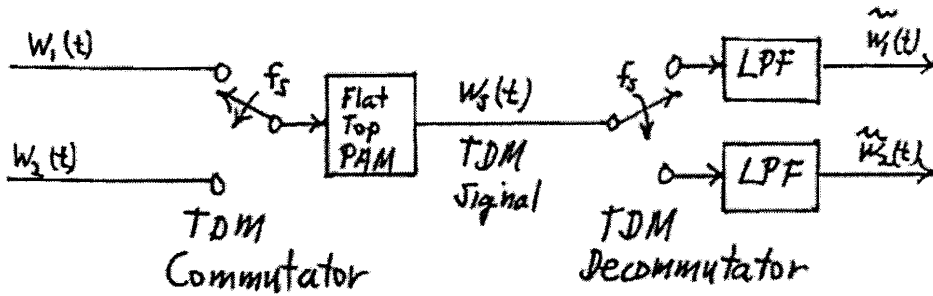 W₁(t)
fₛ
Flat
Top
PAM
Wₛ(t)
TDM
Signal
fₛ
LPF
w̃₁(t)
W₂(t)
LPF
w̃₂(t)
TDM
Commutator
TDM
Decommutator